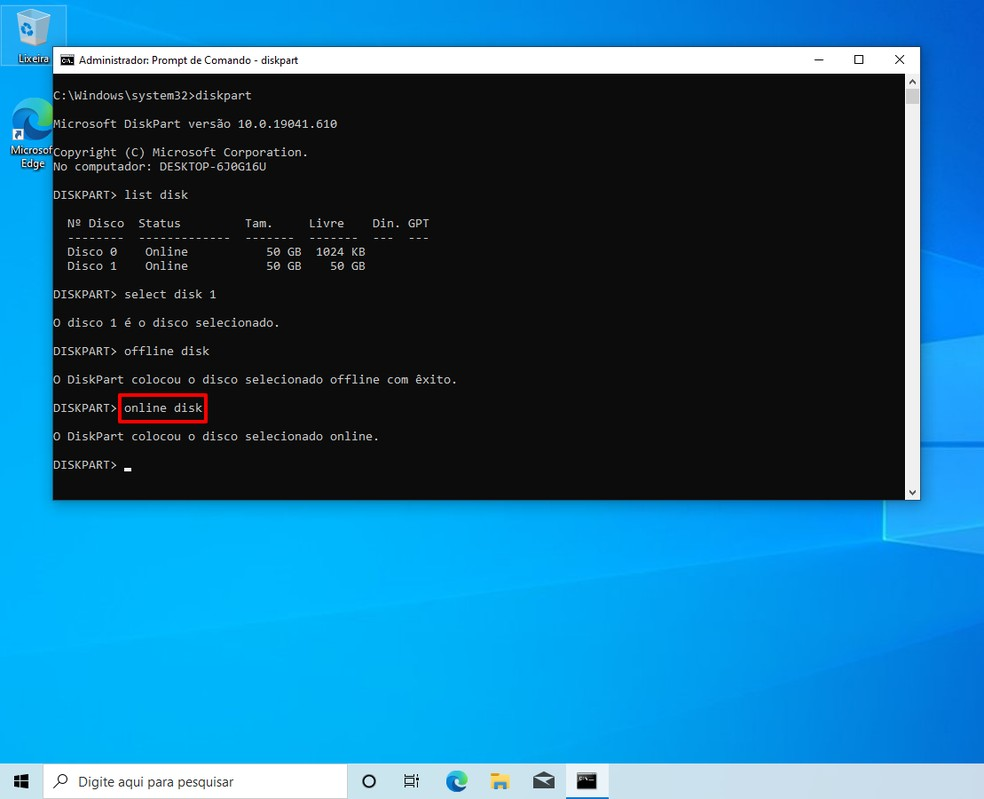 Lixeira
Microsoft
Edge
Administrador: Prompt de Comando - diskpart
C:\Windows\system32>diskpart
Microsoft DiskPart versão 10.0.19041.610
Copyright (C) Microsoft Corporation.
No computador: DESKTOP-6J0G16U
DISKPART> list disk
Nº Disco  Status         Tam.     Livre    Din.  GPT
--------  -------------  -------  -------  ---  ---
Disco 0    Online           50 GB  1024 KB
Disco 1    Online           50 GB    50 GB
DISKPART> select disk 1
O disco 1 é o disco selecionado.
DISKPART> offline disk
O DiskPart colocou o disco selecionado offline com êxito.
DISKPART> online disk
O DiskPart colocou o disco selecionado online.
DISKPART>
Digite aqui para pesquisar